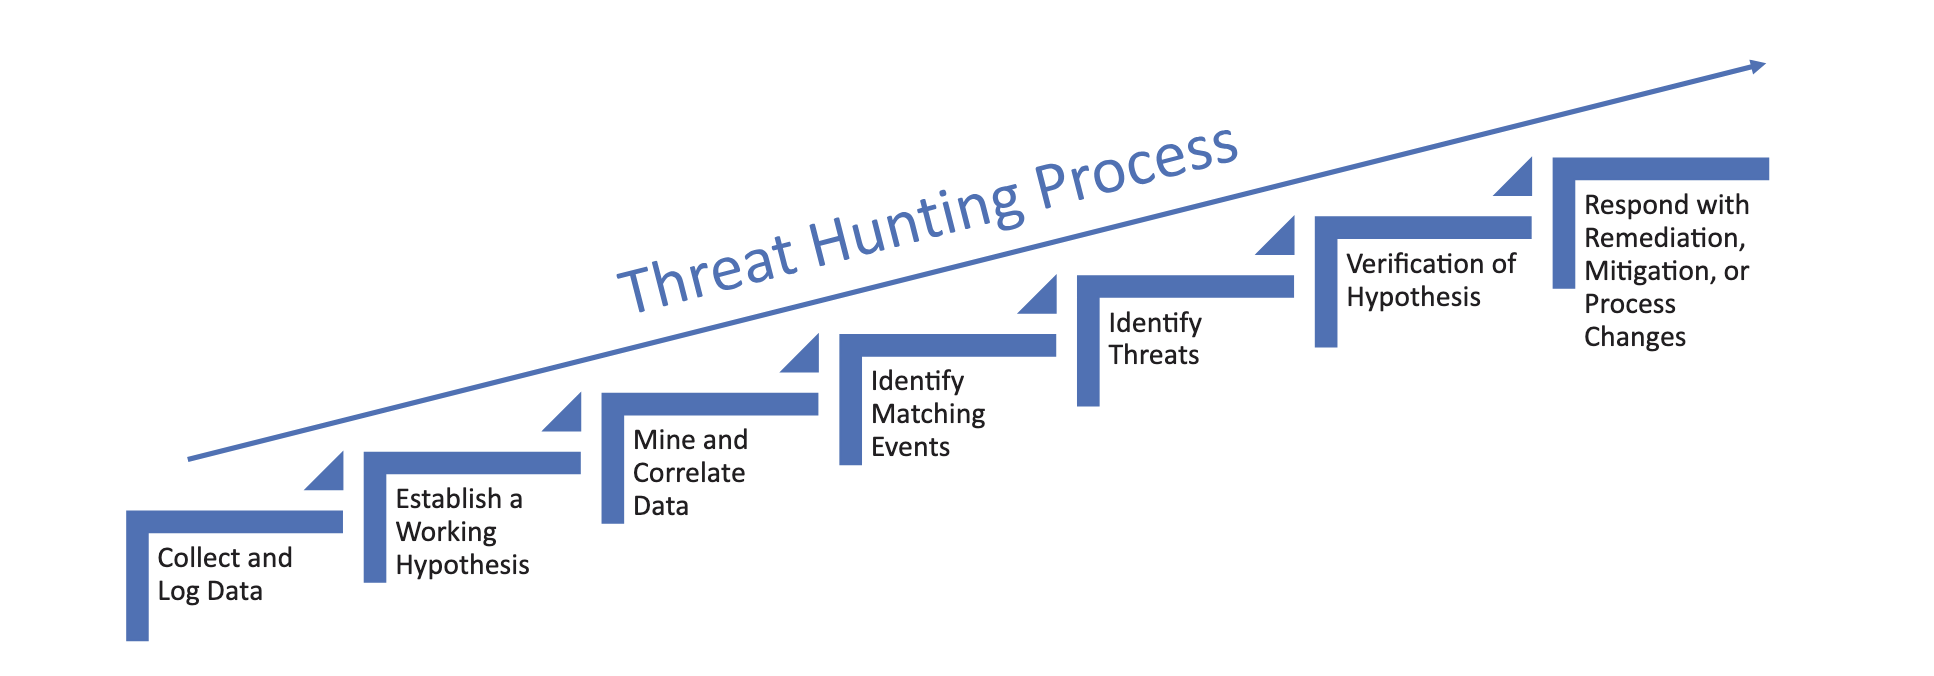 Threat Hunting Process
Collect and
Log Data
Establish a
Working
Hypothesis
Mine and
Correlate
Data
Identify
Matching
Events
Identify
Threats
Verification of
Hypothesis
Respond with
Remediation,
Mitigation, or
Process
Changes